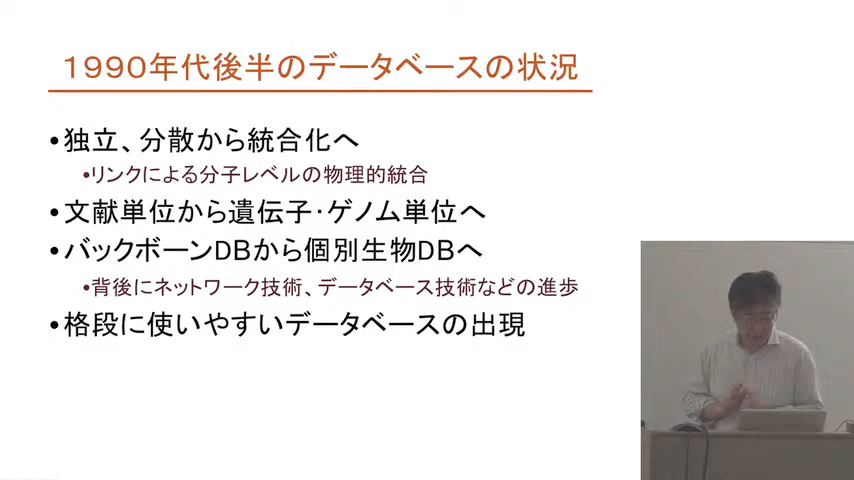 1990年代後半のデータベースの状況
•独立、分散から統合化へ
•リンクによる分子レベルの物理的統合
•文献単位から遺伝子・ゲノム単位へ
•バックボーンDBから個別生物DBへ
•背後にネットワーク技術、データベース技術などの進歩
•格段に使いやすいデータベースの出現